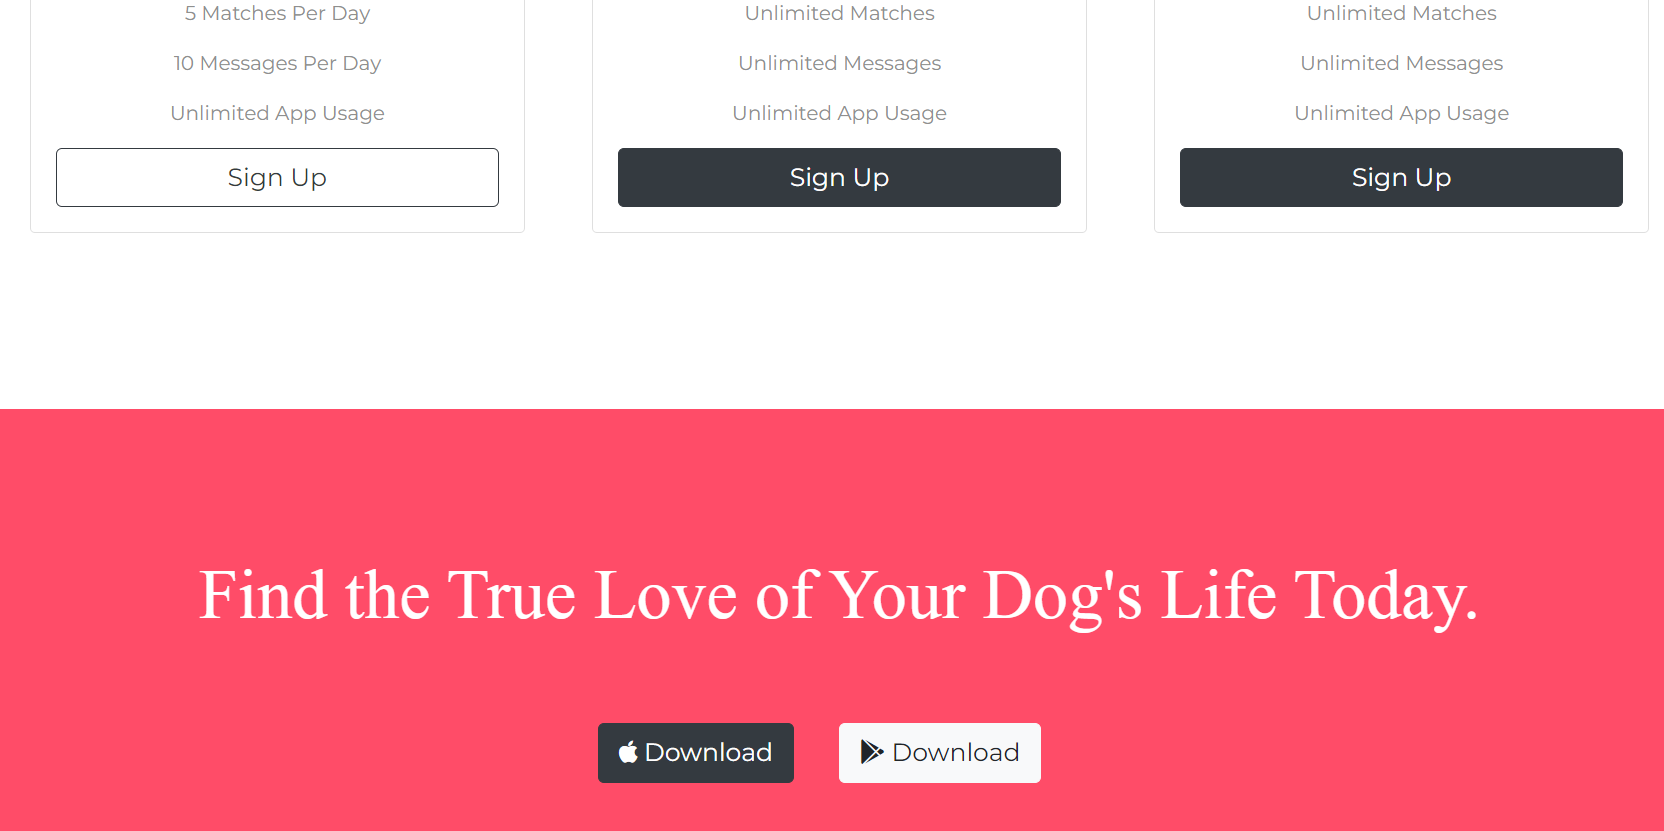 5 Matches Per Day
10 Messages Per Day
Unlimited App Usage
Sign Up
Unlimited Matches
Unlimited Messages
Unlimited App Usage
Sign Up
Unlimited Matches
Unlimited Messages
Unlimited App Usage
Sign Up
Find the True Love of Your Dog's Life Today.
Download
Download